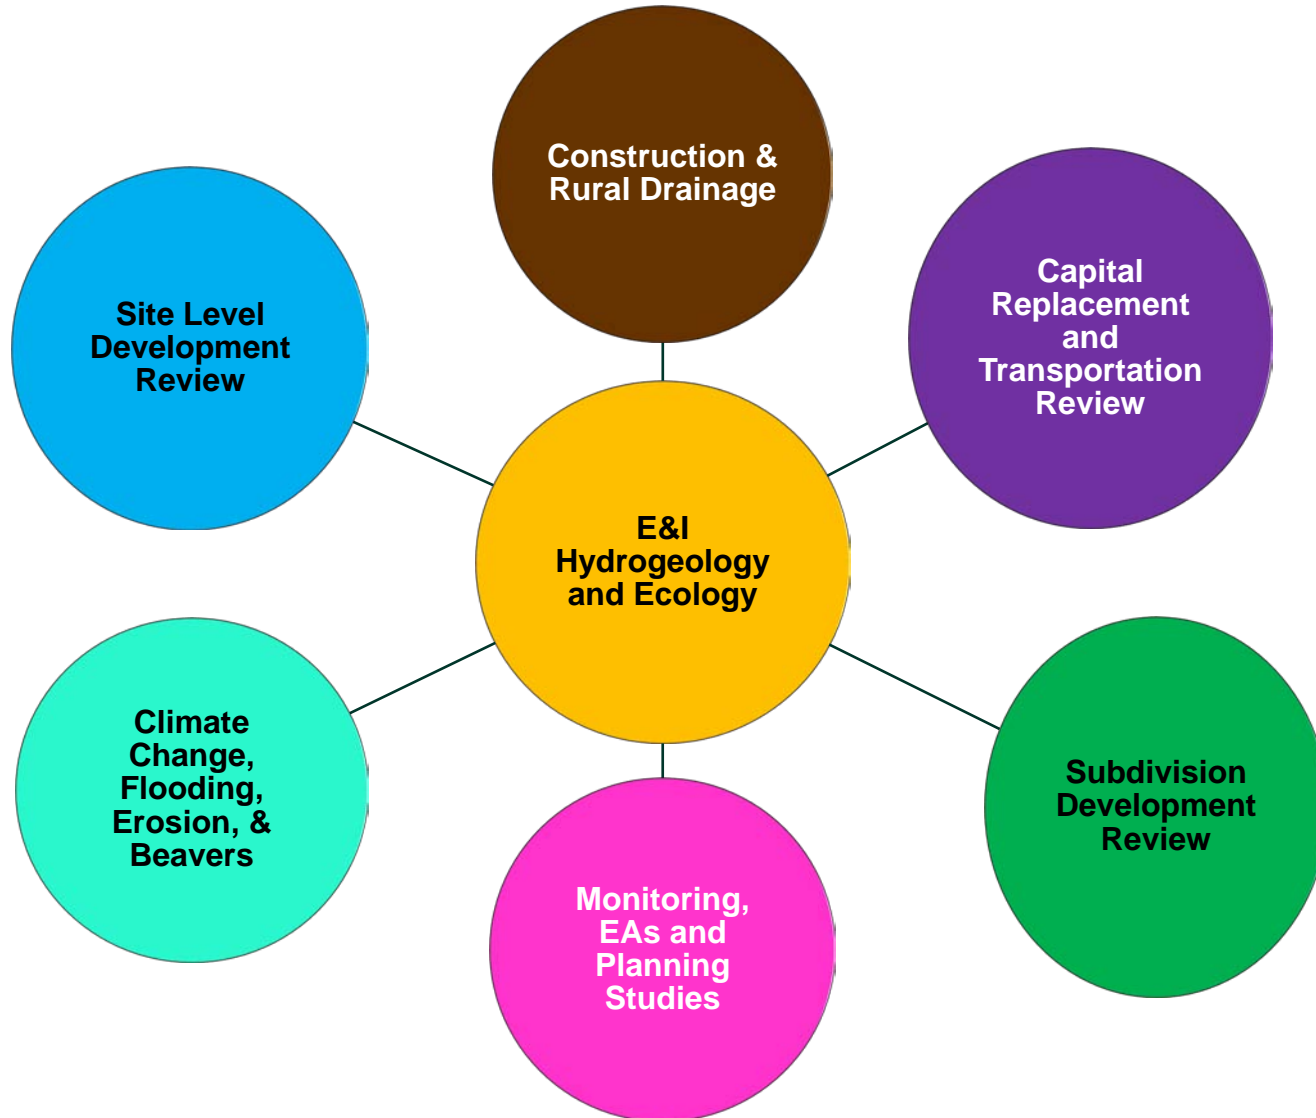 Construction &
Rural Drainage
Capital
Replacement
and
Transportation
Review
Site Level
Development
Review
E&I
Hydrogeology
and Ecology
Climate
Change,
Flooding,
Erosion, &
Beavers
Subdivision
Development
Review
Monitoring,
EAs and
Planning
Studies